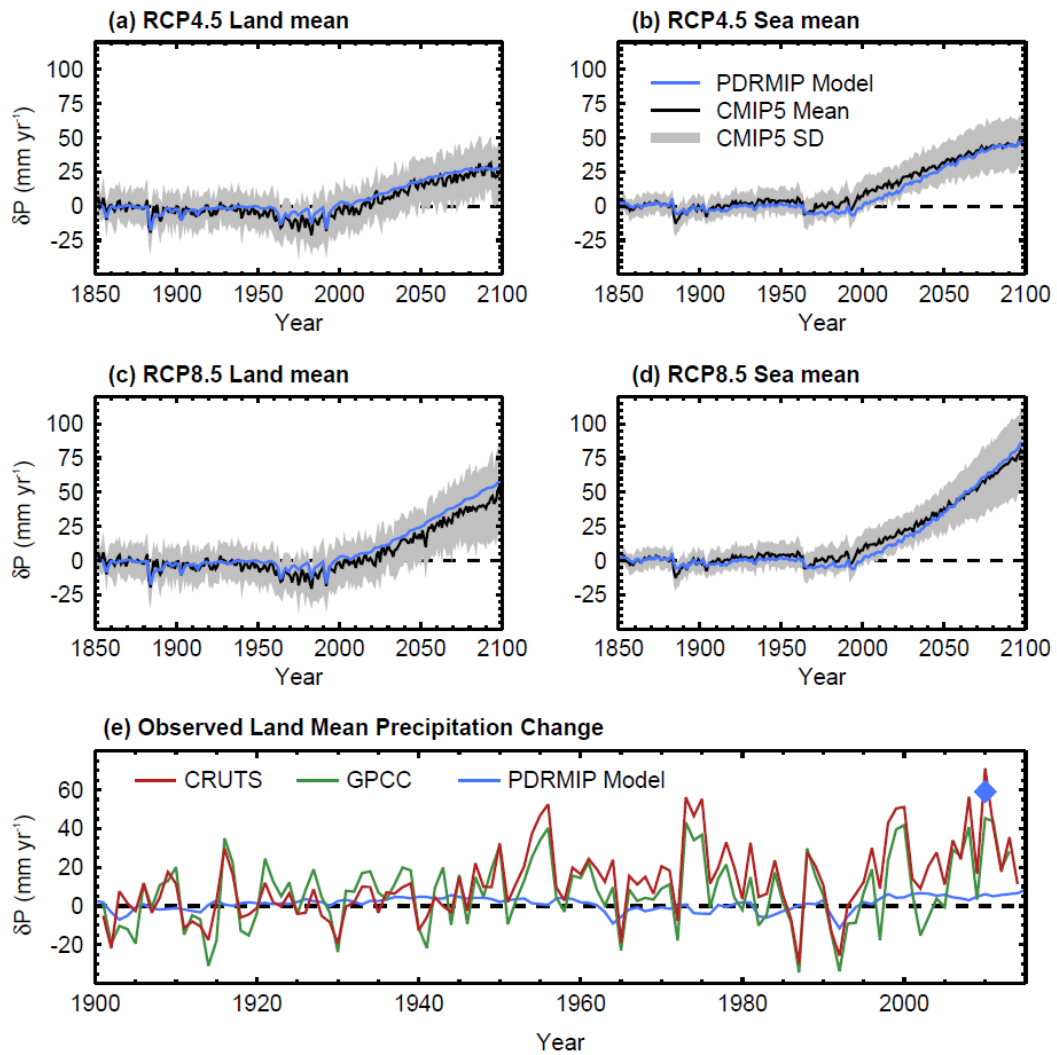 (a) RCP4.5 Land mean
(b) RCP4.5 Sea mean
100
75
50
25
0
-25
δP (mm yr⁻¹)
1850 1900 1950 2000 2050 2100
Year
100
75
50
25
0
-25
PDRMIP Model
CMIP5 Mean
CMIP5 SD
1850 1900 1950 2000 2050 2100
Year
(c) RCP8.5 Land mean
(d) RCP8.5 Sea mean
100
75
50
25
0
-25
δP (mm yr⁻¹)
1850 1900 1950 2000 2050 2100
Year
100
75
50
25
0
-25
1850 1900 1950 2000 2050 2100
Year
(e) Observed Land Mean Precipitation Change
CRUTS GPCC PDRMIP Model
60
40
20
0
-20
δP (mm yr⁻¹)
1900 1920 1940 1960 1980 2000
Year